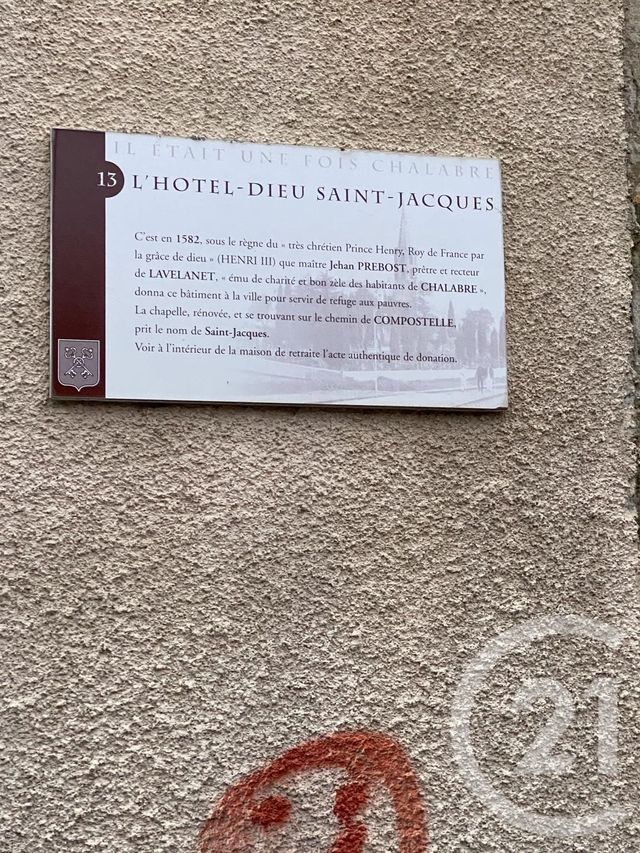 IL ÉTAIT UNE FOIS CHALABRE
13 L'HOTEL-DIEU SAINT-JACQUES
C'est en 1582, sous le règne du « très chrétien Prince Henry, Roy de France par
la grâce de dieu » (HENRI III) que maître Jehan PREBOST, prêtre et recteur
de LAVELANET, « ému de charité et bon zèle des habitants de CHALABRE »,
donna ce bâtiment à la ville pour servir de refuge aux pauvres.
La chapelle, rénovée, et se trouvant sur le chemin de COMPOSTELLE,
prit le nom de Saint-Jacques.
Voir à l'intérieur de la maison de retraite l'acte authentique de donation.
C21